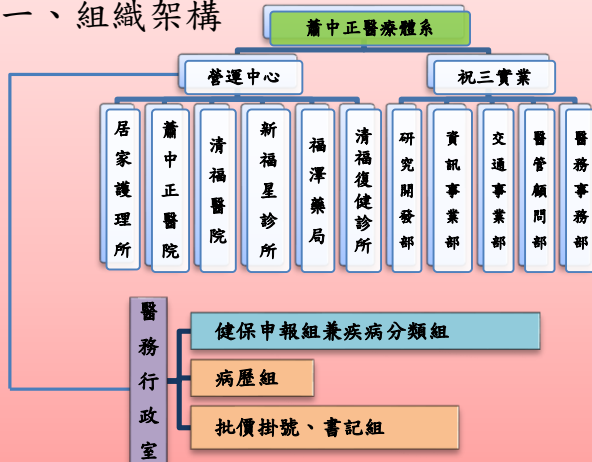 一、組織架構
蕭中正醫療體系
營運中心
祝三實業
居家護理所
蕭中正醫院
清福醫院
新福星診所
福澤藥局
清福復健診所
研究開發部
資訊事業部
交通事業部
醫管顧問部
醫務事務部
醫務行政室
健保申報組兼疾病分類組
病歷組
批價掛號、書記組